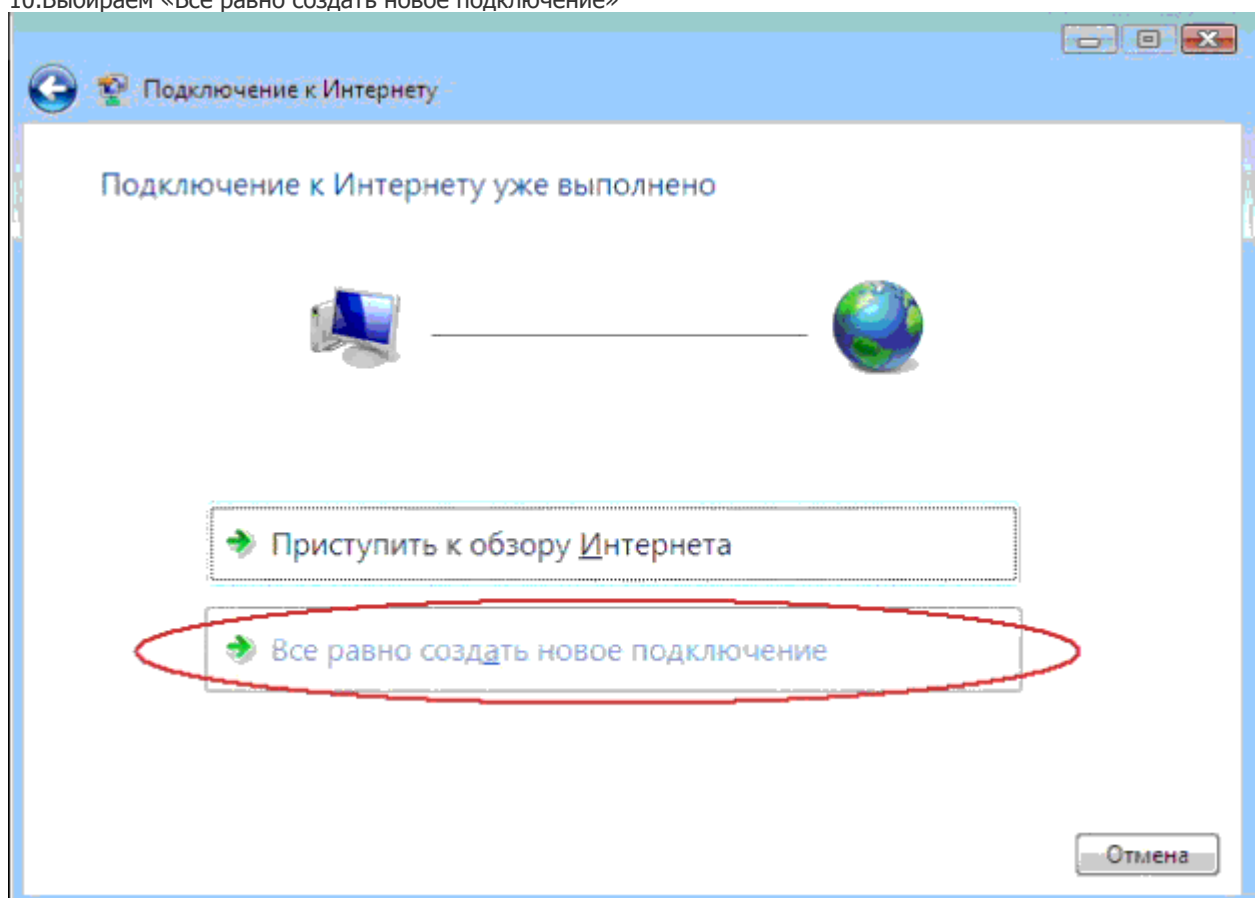 10.Выбираем «Все равно создать новое подключение»
Подключение к Интернету
Подключение к Интернету уже выполнено
Приступить к обзору Интернета
Все равно создать новое подключение
Отмена